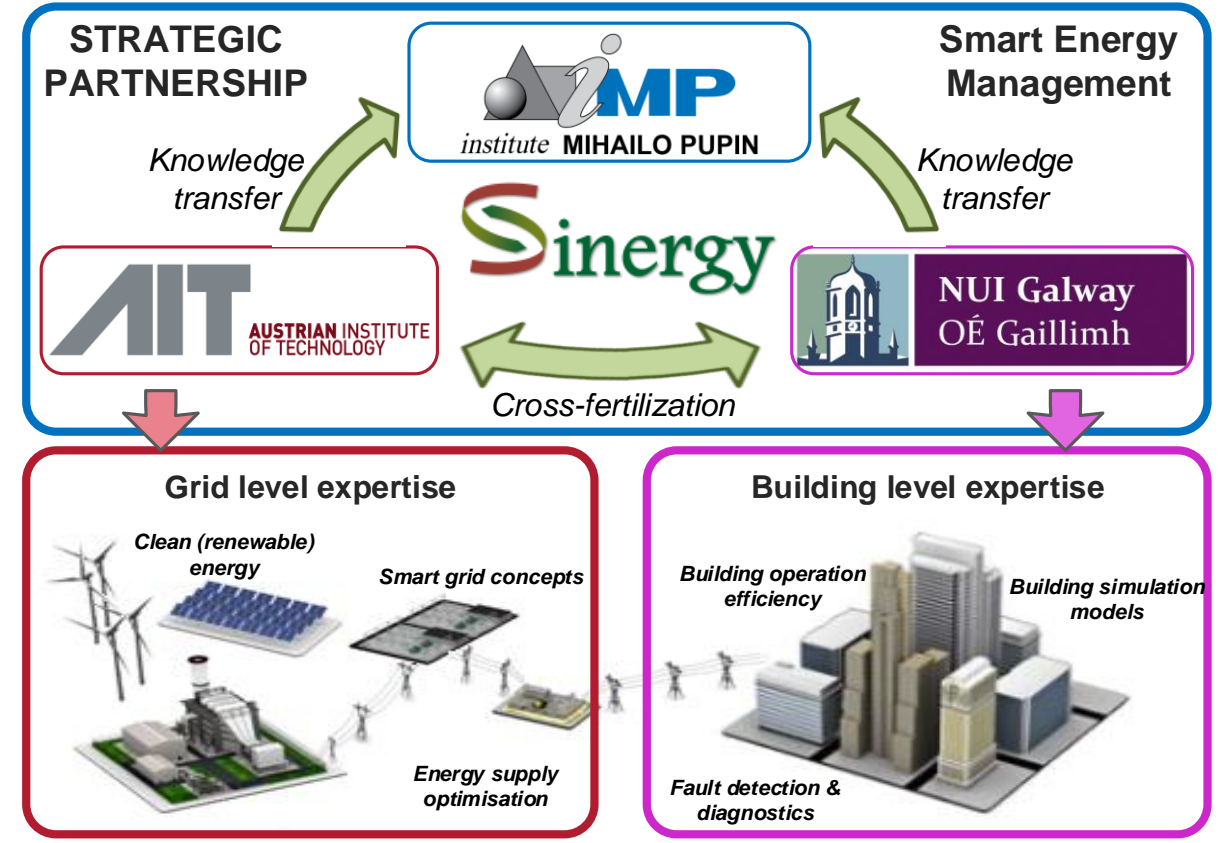 STRATEGIC
PARTNERSHIP
Smart Energy
Management
iMP
institute MIHAILO PUPIN
Knowledge
transfer
Knowledge
transfer
Sinergy
AIT
AUSTRIAN INSTITUTE
OF TECHNOLOGY
NUI Galway
OÉ Gaillimh
Cross-fertilization
Grid level expertise
Clean (renewable)
energy
Smart grid concepts
Energy supply
optimisation
Building level expertise
Building operation
efficiency
Building simulation
models
Fault detection &
diagnostics